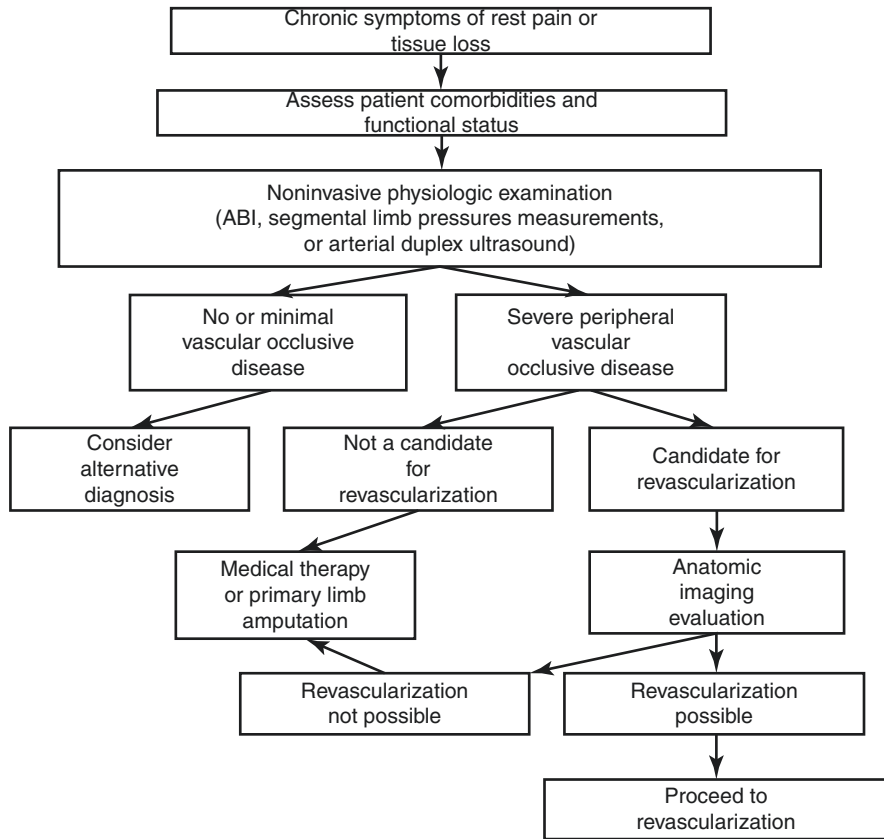 Chronic symptoms of rest pain or
tissue loss
Assess patient comorbidities and
functional status
Noninvasive physiologic examination
(ABI, segmental limb pressures measurements,
or arterial duplex ultrasound)
No or minimal
vascular occlusive
disease
Severe peripheral
vascular
occlusive disease
Consider
alternative
diagnosis
Not a candidate
for
revascularization
Candidate for
revascularization
Medical therapy
or primary limb
amputation
Anatomic
imaging
evaluation
Revascularization
not possible
Revascularization
possible
Proceed to
revascularization